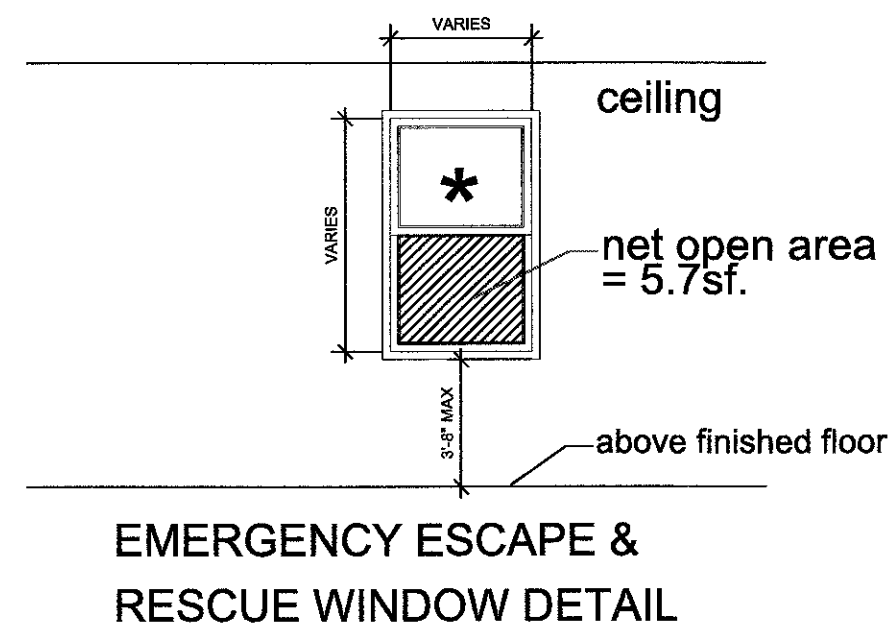 VARIES
ceiling
*
VARIES
net open area
= 5.7sf.
3'-8" MAX
above finished floor
EMERGENCY ESCAPE &
RESCUE WINDOW DETAIL